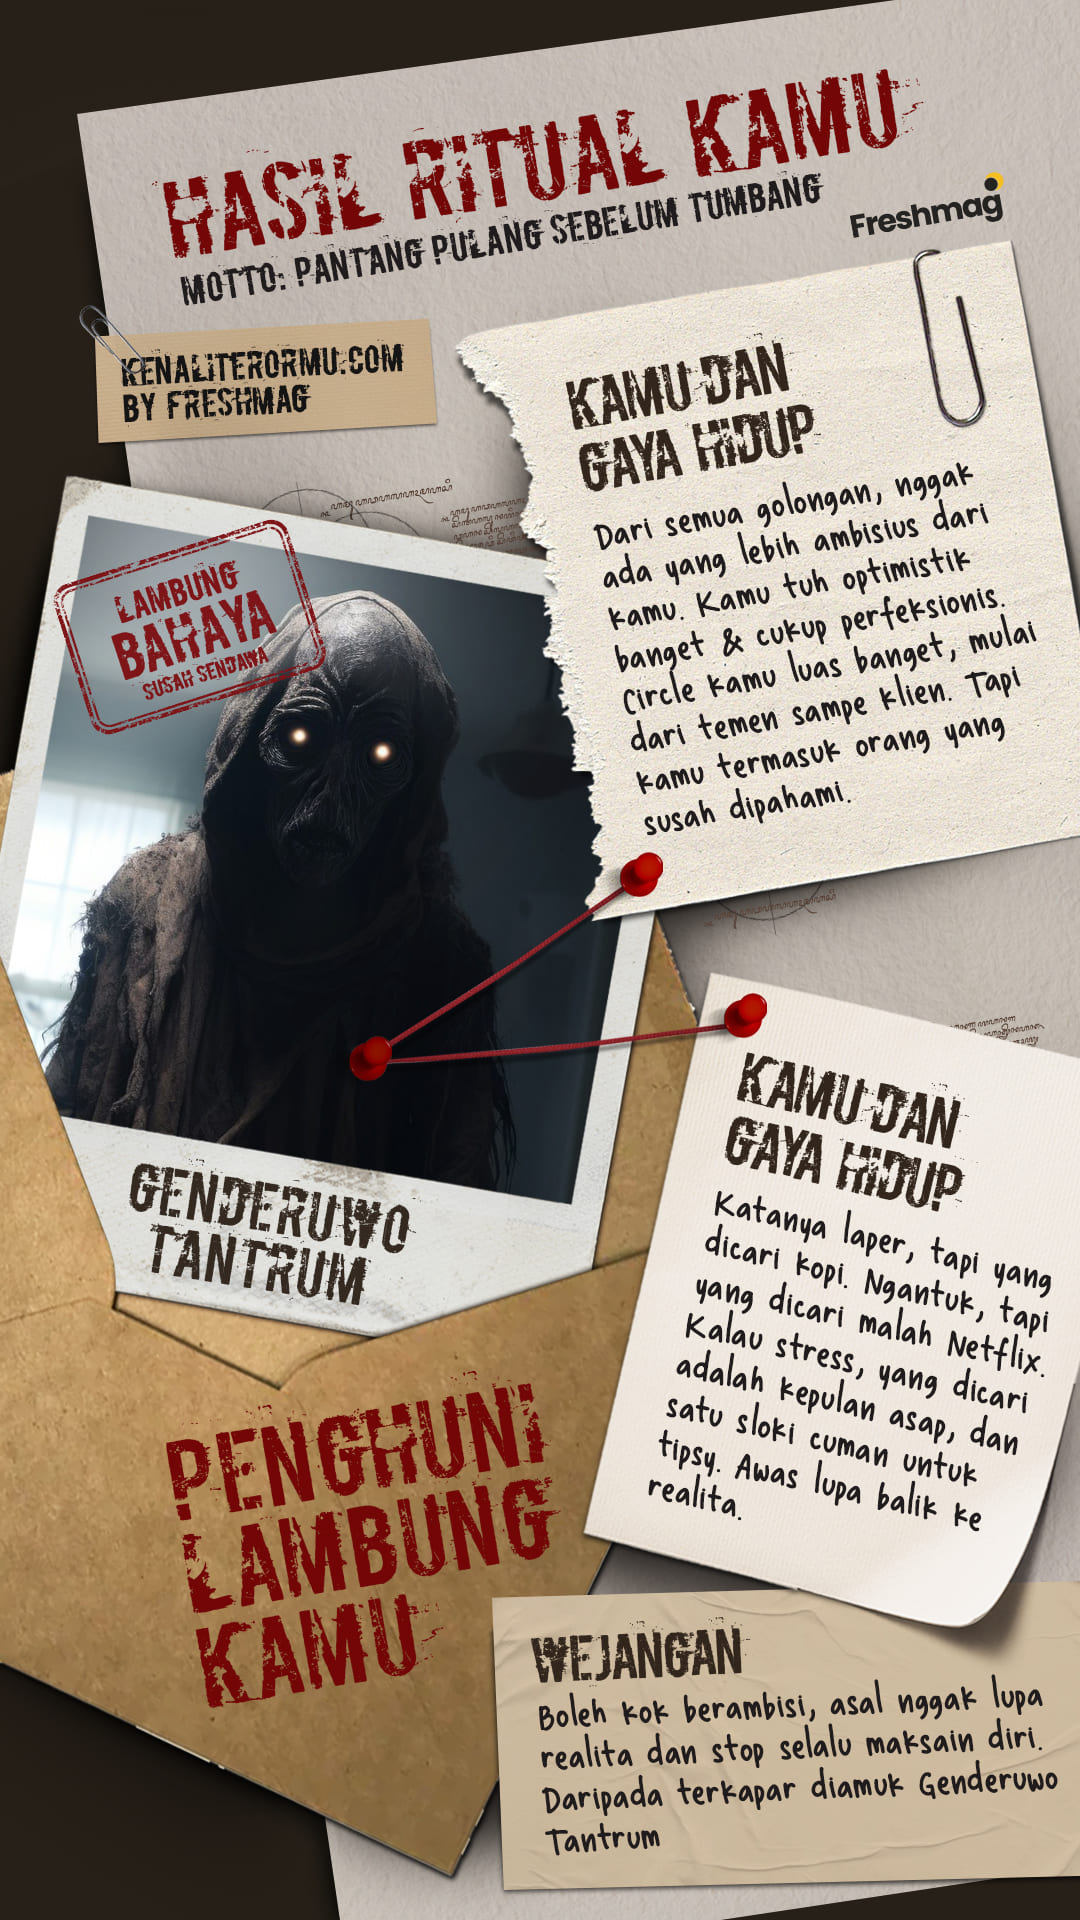 HASIL RITUAL KAMU
MOTTO: PANTANG PULANG SEBELUM TUMBANG
Freshmag
KENALITERORMU.COM
BY FRESHMAG
KAMU DAN
GAYA HIDUP
Dari semua golongan, nggak
ada yang lebih ambisius dari
kamu. Kamu tuh optimistik
banget & cukup perfeksionis.
Circle kamu luas banget, mulai
dari temen sampe klien. Tapi
kamu termasuk orang yang
susah dipahami.
LAMBUNG
BAHAYA
SUSAH SENDAWA
GENDERUWO
TANTRUM
KAMU DAN
GAYA HIDUP
Katanya laper, tapi yang
dicari kopi. Ngantuk, tapi
yang dicari malah Netflix.
Kalau stress, yang dicari
adalah kepulan asap, dan
satu sloki cuman untuk
tipsy. Awas lupa balik ke
realita.
PENGHUNI
LAMBUNG
KAMU
WEJANGAN
Boleh kok berambisi, asal nggak lupa
realita dan stop selalu maksain diri.
Daripada terkapar diamuk Genderuwo
Tantrum